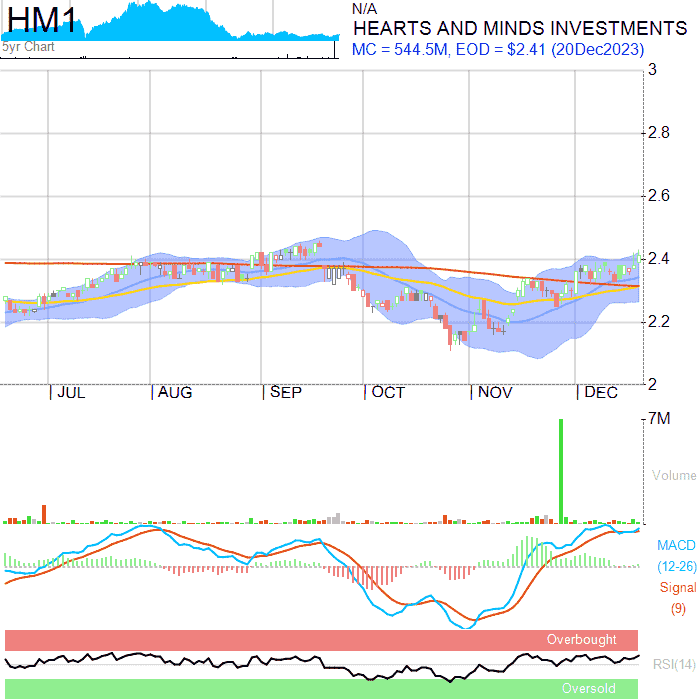 HM1
5yr Chart
N/A
HEARTS AND MINDS INVESTMENTS
MC = 544.5M, EOD = $2.41 (20Dec2023)
3
2.8
2.6
2.4
2.2
2
JUL AUG SEP OCT NOV DEC
7M
Volume
MACD
(12-26)
Signal
(9)
Overbought
RSI(14)
Oversold